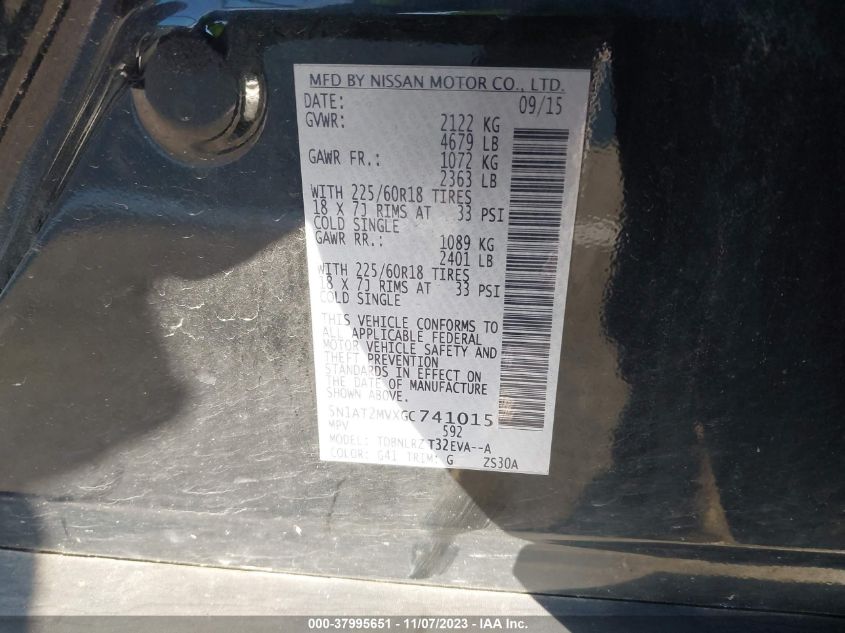 MFD BY NISSAN MOTOR CO., LTD.
DATE: 09/15
GVWR: 2122 KG
4679 LB
GAWR FR.: 1072 KG
2363 LB
WITH 225/60R18 TIRES
18 X 7J RIMS AT 33 PSI
COLD SINGLE
GAWR RR.: 1089 KG
2401 LB
WITH 225/60R18 TIRES
18 X 7J RIMS AT 33 PSI
COLD SINGLE
THIS VEHICLE CONFORMS TO
ALL APPLICABLE FEDERAL
MOTOR VEHICLE SAFETY AND
THEFT PREVENTION
STANDARDS IN EFFECT ON
THE DATE OF MANUFACTURE
SHOWN ABOVE.
5N1AT2MVXGC741015
MPV 592
MODEL: TDBNLRZ T32EVA--A
COLOR: G41 TRIM: G ZS30A
000-37995651 - 11/07/2023 - IAA Inc.